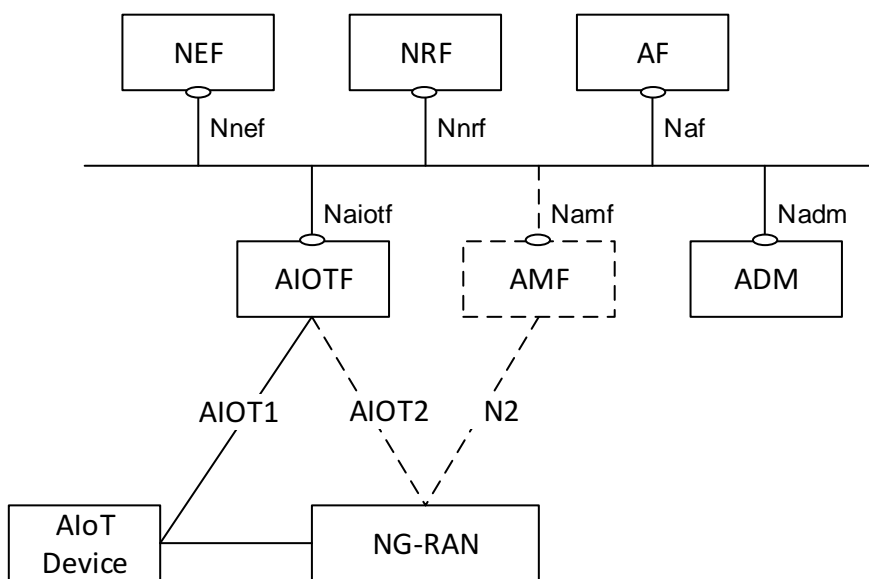 NEF
NRF
AF
Nnef
Nnrf
Naf
Naiotf
Namf
Nadm
AIOTF
AMF
ADM
AIOT1
AIOT2
N2
AIoT
Device
NG-RAN